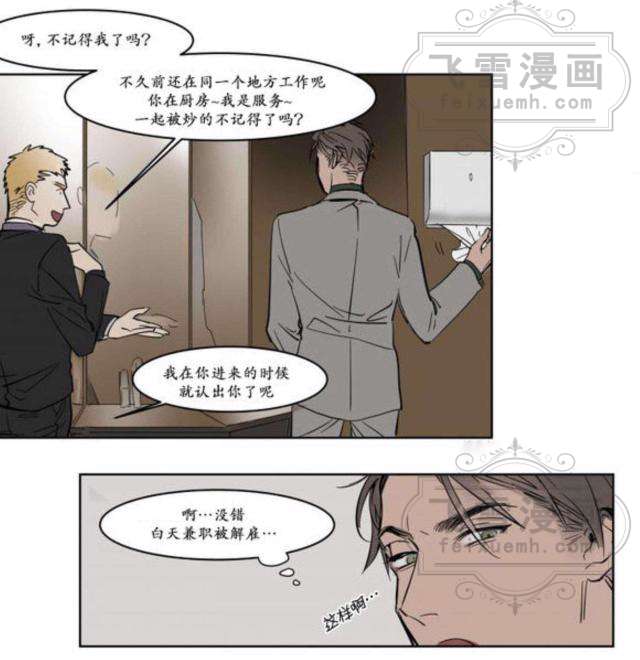 飞雪漫画
feixuemh.com
呀，不记得我了吗？
不久前还在同一个地方工作呢
你在厨房~我是服务~
一起被炒的不记得了吗？
我在你进来的时候
就认出你了呢
飞雪漫画
feixuemh.com
啊…没错
白天兼职被解雇…
这样啊…